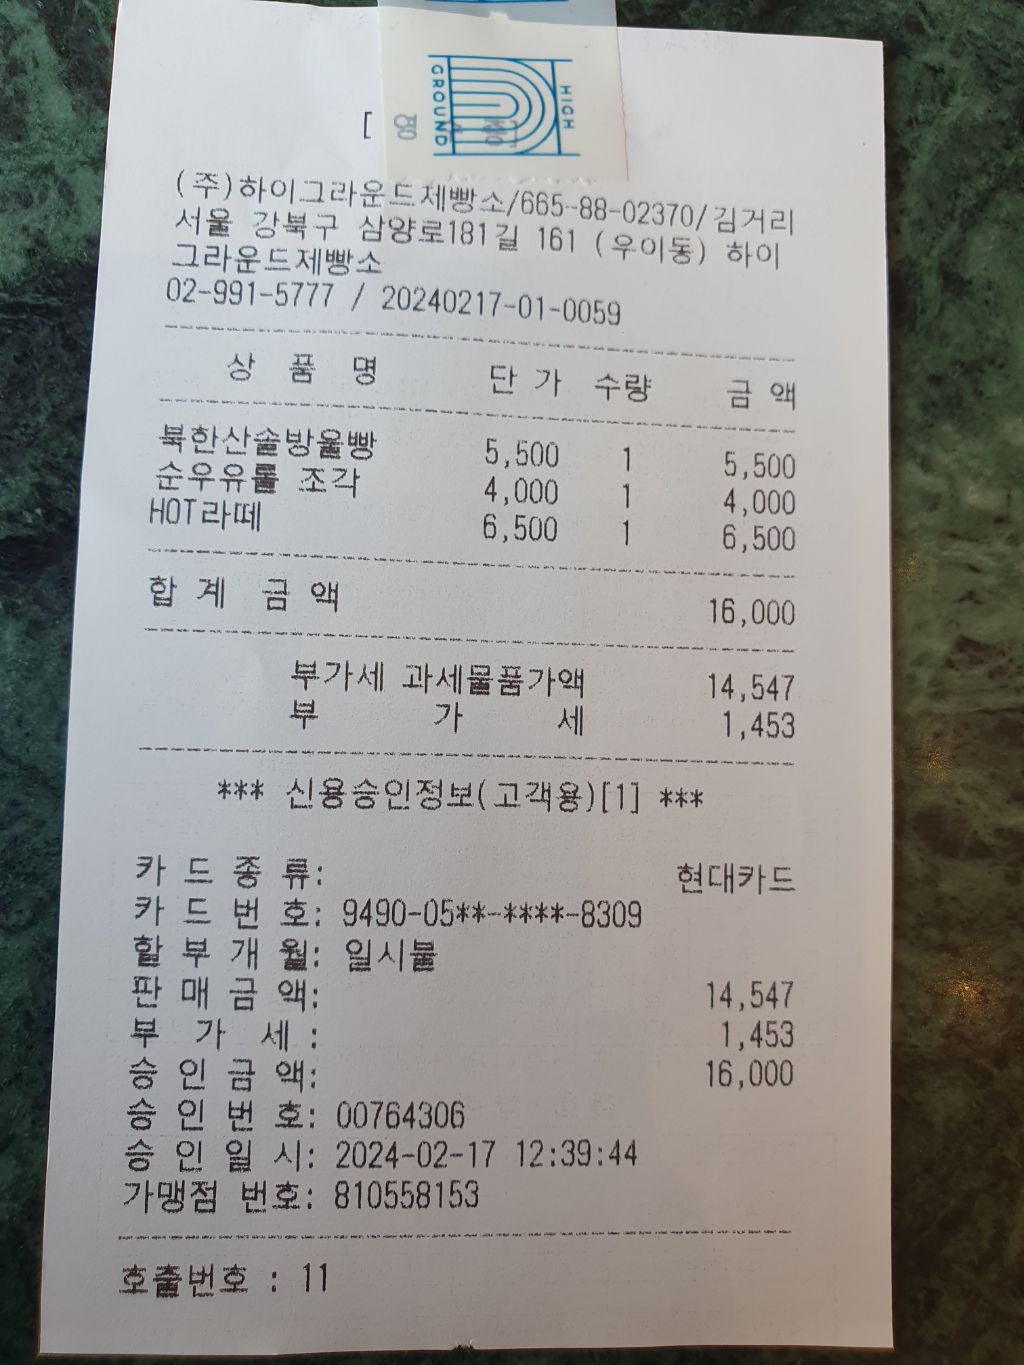 HIGH
GROUND
[ 영
(주)하이그라운드제빵소/665-88-02370/김거리
서울 강북구 삼양로181길 161 (우이동) 하이
그라운드제빵소
02-991-5777 / 20240217-01-0059
상 품 명 단 가 수량 금 액
북한산솔방울빵 5,500 1 5,500
순우유롤 조각 4,000 1 4,000
HOT라떼 6,500 1 6,500
합 계 금 액 16,000
부가세 과세물품가액 14,547
부 가 세 1,453
*** 신용승인정보(고객용)[1] ***
카 드 종 류: 현대카드
카 드 번 호: 9490-05**-****-8309
할 부 개 월: 일시불
판 매 금 액: 14,547
부 가 세 : 1,453
승 인 금 액: 16,000
승 인 번 호: 00764306
승 인 일 시: 2024-02-17 12:39:44
가맹점 번호: 810558153
호출번호 : 11